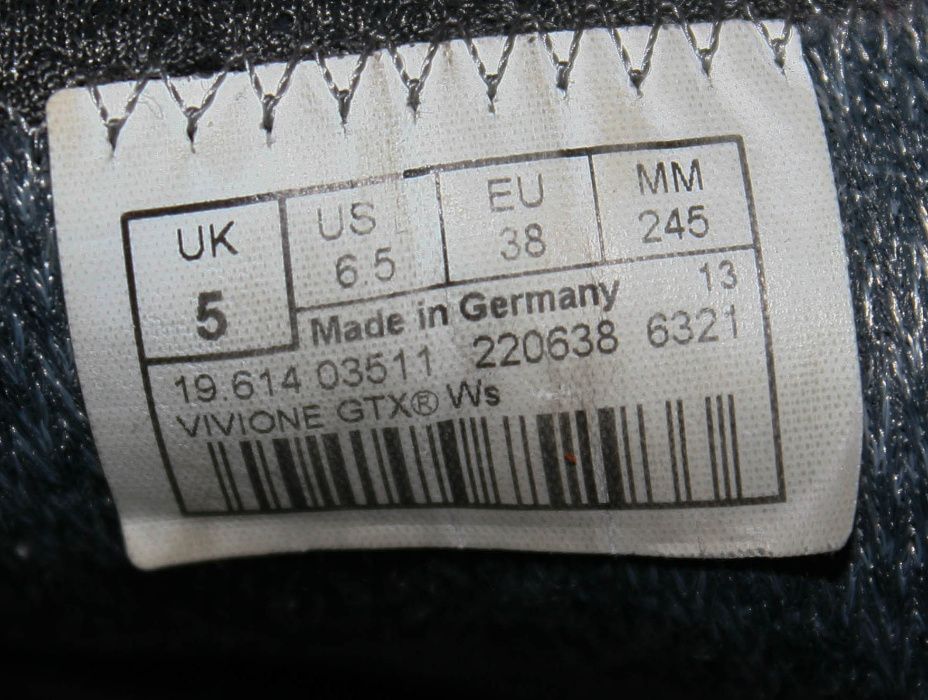 UK US EU MM
5 6.5 38 245
Made in Germany 13
19.614 03511 220638 6321
VIVIONE GTX® Ws